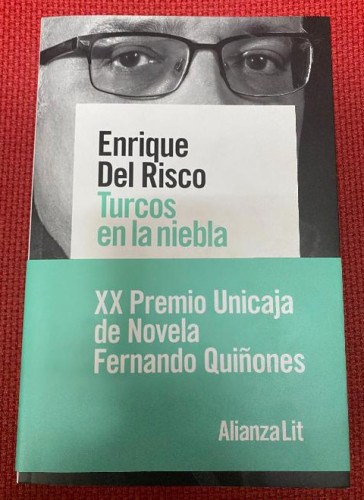 Enrique
Del Risco
Turcos
en la niebla
XX Premio Unicaja
de Novela
Fernando Quiñones
AlianzaLit